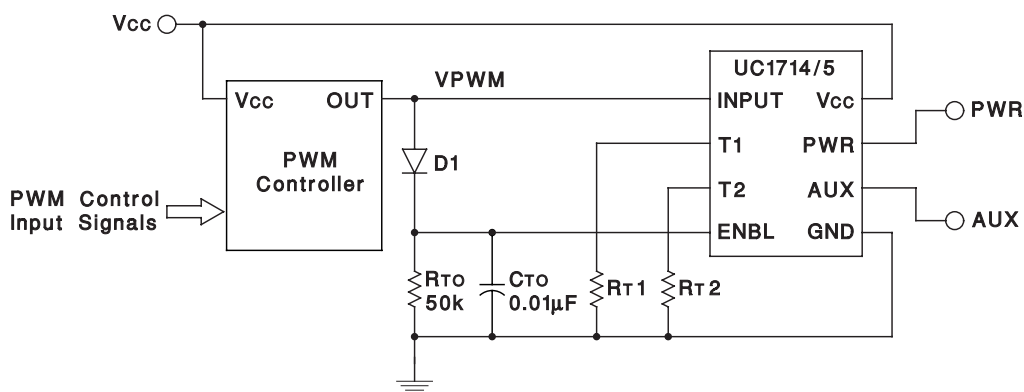 Vcc
UC1714/5
VPWM
Vcc OUT
INPUT Vcc
PWR
T1 PWR
D1
PWM
Controller
T2 AUX
PWM Control
Input Signals
AUX
ENBL GND
RTO
50k
CTO
0.01μF
RT1
RT2